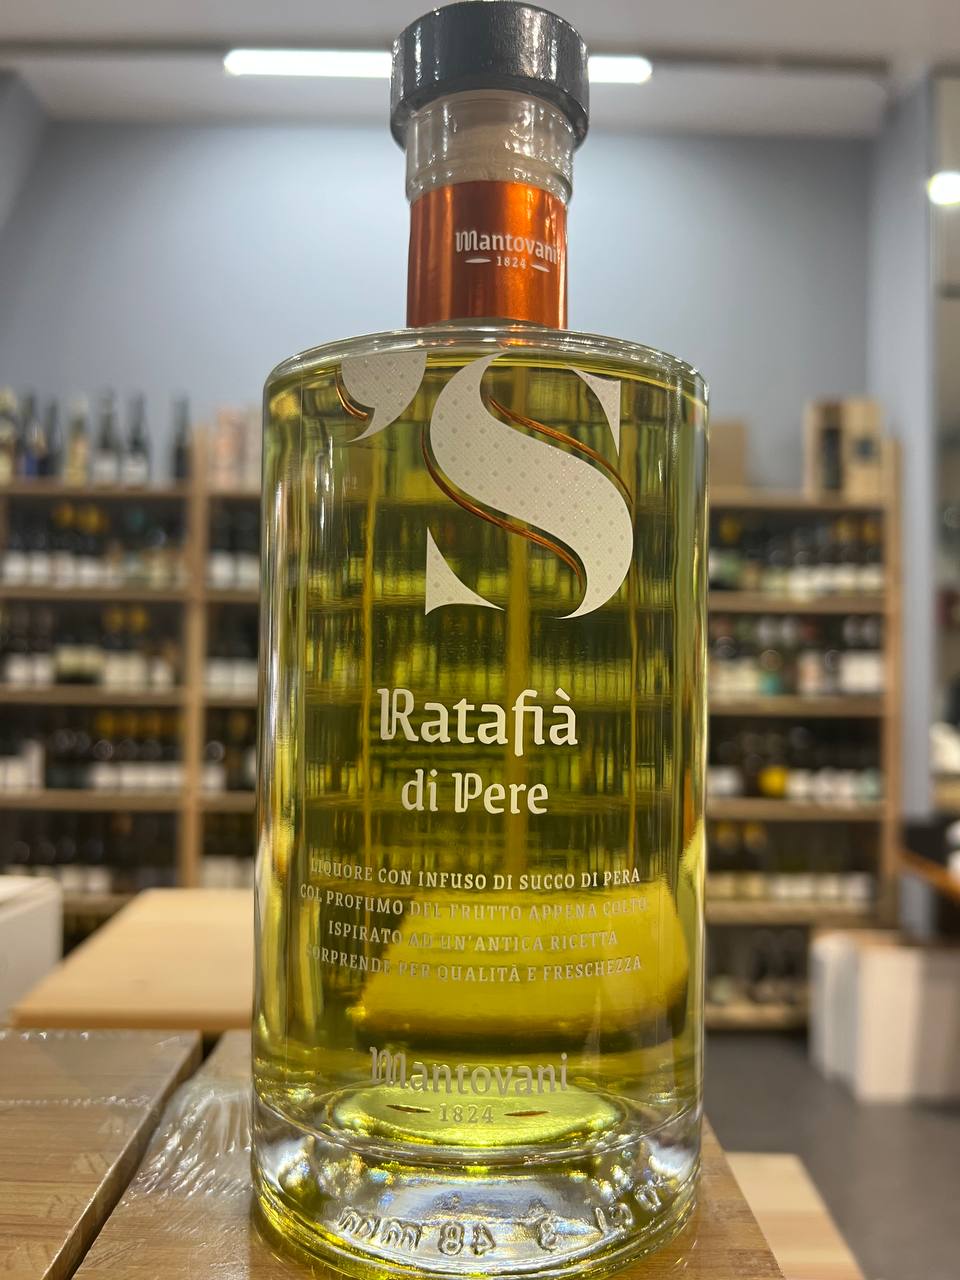 Mantovani
1824
’S
Ratafià
di Pere
LIQUORE CON INFUSO DI SUCCO DI PERA
COL PROFUMO DEL FRUTTO APPENA COLTO.
ISPIRATO AD UN'ANTICA RICETTA
SORPRENDE PER QUALITÀ E FRESCHEZZA
Mantovani
1824